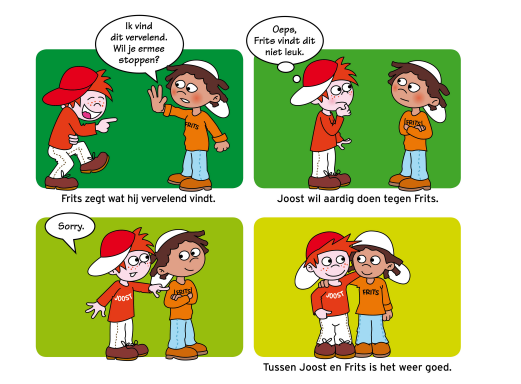 Ik vind
dit vervelend.
Wil je ermee
stoppen?
FRITS
Frits zegt wat hij vervelend vindt.
Oeps,
Frits vindt dit
niet leuk.
FRITS
Joost wil aardig doen tegen Frits.
Sorry.
JOOST
FRITS
JOOST
FRITS
Tussen Joost en Frits is het weer goed.